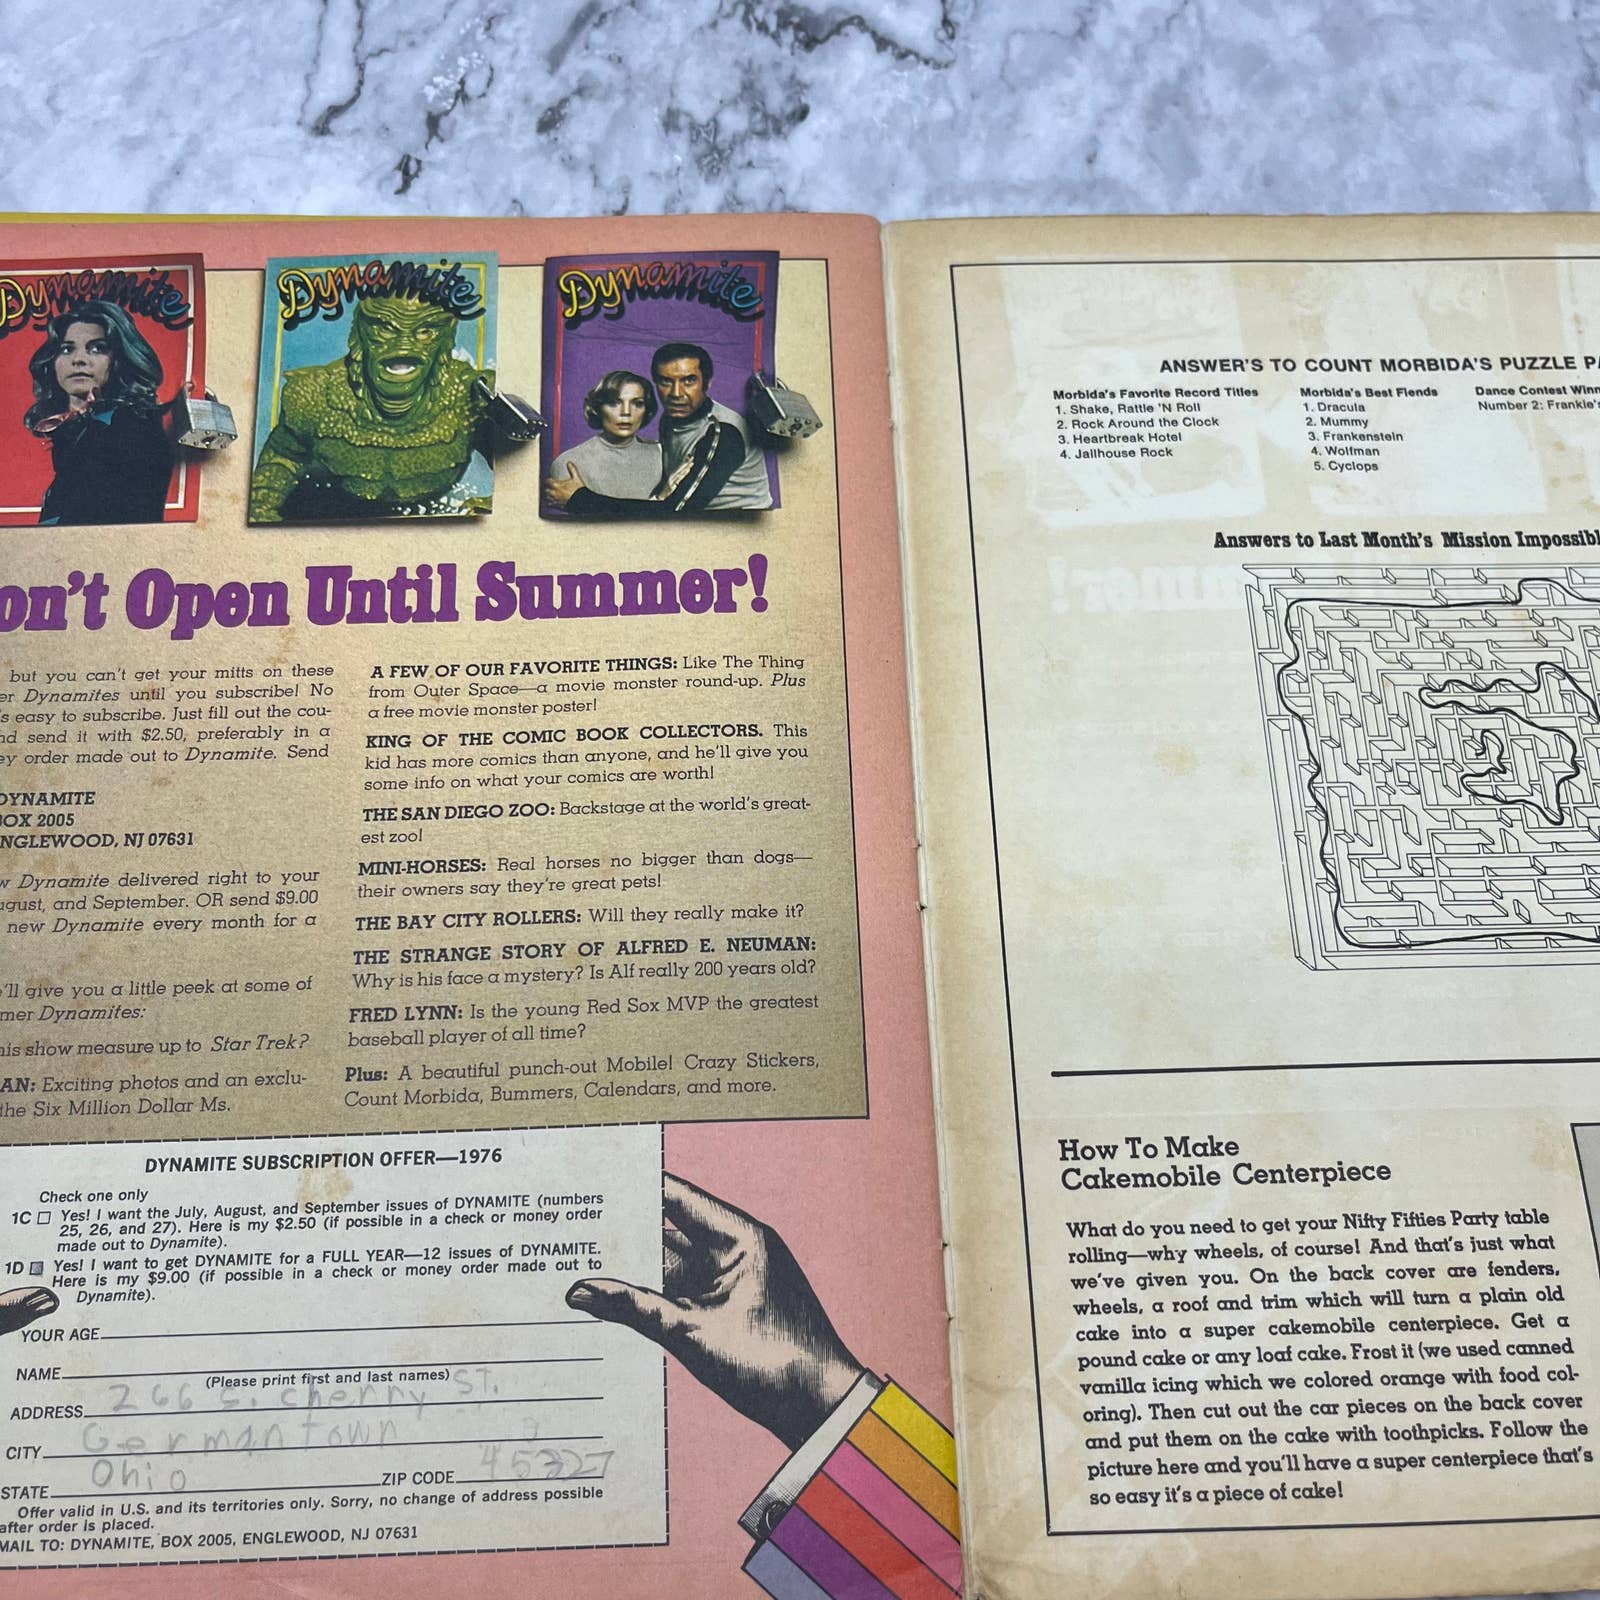 Dynamite
Dynamite
Dynamite
on't Open Until Summer!
but you can't get your mitts on these
er Dynamites until you subscribe! No
's easy to subscribe. Just fill out the cou-
nd send it with $2.50, preferably in a
ey order made out to Dynamite. Send
DYNAMITE
BOX 2005
NGLEWOOD, NJ 07631
w Dynamite delivered right to your
ugust, and September. OR send $9.00
new Dynamite every month for a
e'll give you a little peek at some of
mer Dynamites:
his show measure up to Star Trek?
AN: Exciting photos and an exclu-
the Six Million Dollar Ms.
A FEW OF OUR FAVORITE THINGS: Like The Thing
from Outer Space—a movie monster round-up. Plus
a free movie monster poster!
KING OF THE COMIC BOOK COLLECTORS. This
kid has more comics than anyone, and he'll give you
some info on what your comics are worth!
THE SAN DIEGO ZOO: Backstage at the world's great-
est zoo!
MINI-HORSES: Real horses no bigger than dogs—
their owners say they're great pets!
THE BAY CITY ROLLERS: Will they really make it?
THE STRANGE STORY OF ALFRED E. NEUMAN:
Why is his face a mystery? Is Alf really 200 years old?
FRED LYNN: Is the young Red Sox MVP the greatest
baseball player of all time?
Plus: A beautiful punch-out Mobile! Crazy Stickers,
Count Morbida, Bummers, Calendars, and more.
DYNAMITE SUBSCRIPTION OFFER—1976
Check one only
1C Yes! I want the July, August, and September issues of DYNAMITE (numbers
25, 26, and 27). Here is my $2.50 (if possible in a check or money order
made out to Dynamite).
1D Yes! I want to get DYNAMITE for a FULL YEAR—12 issues of DYNAMITE.
Here is my $9.00 (if possible in a check or money order made out to
Dynamite).
YOUR AGE
NAME
(Please print first and last names)
ADDRESS 266 S. Cherry ST.
CITY Germantown
STATE Ohio ZIP CODE 45327
Offer valid in U.S. and its territories only. Sorry, no change of address possible
after order is placed.
MAIL TO: DYNAMITE, BOX 2005, ENGLEWOOD, NJ 07631
ANSWER'S TO COUNT MORBIDA'S PUZZLE PA
Morbida's Favorite Record Titles
1. Shake, Rattle 'N Roll
2. Rock Around the Clock
3. Heartbreak Hotel
4. Jailhouse Rock
Morbida's Best Fiends
1. Dracula
2. Mummy
3. Frankenstein
4. Wolfman
5. Cyclops
Dance Contest Winn
Number 2: Frankie's
Answers to Last Month's Mission Impossibl
How To Make
Cakemobile Centerpiece
What do you need to get your Nifty Fifties Party table
rolling—why wheels, of course! And that's just what
we've given you. On the back cover are fenders,
wheels, a roof and trim which will turn a plain old
cake into a super cakemobile centerpiece. Get a
pound cake or any loaf cake. Frost it (we used canned
vanilla icing which we colored orange with food col-
oring). Then cut out the car pieces on the back cover
and put them on the cake with toothpicks. Follow the
picture here and you'll have a super centerpiece that's
so easy it's a piece of cake!